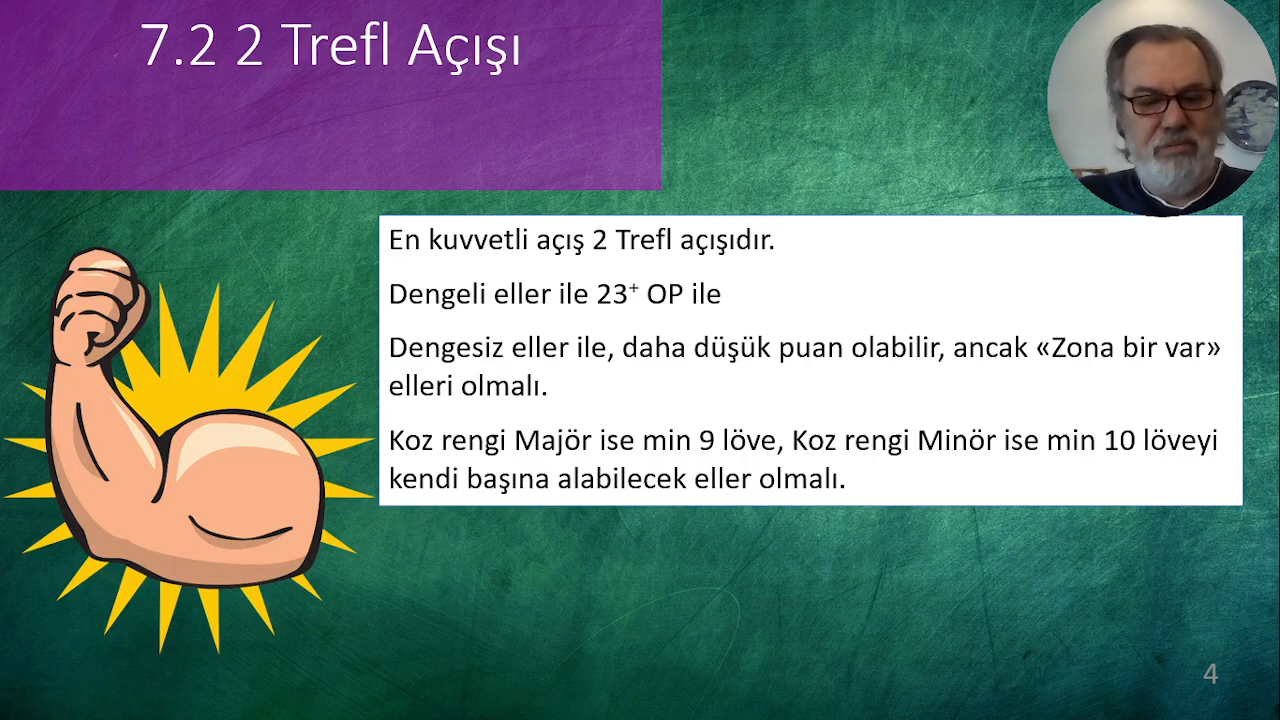 7.2 2 Trefl Açışı
En kuvvetli açış 2 Trefl açışıdır.
Dengeli eller ile 23⁺ OP ile
Dengesiz eller ile, daha düşük puan olabilir, ancak «Zona bir var»
elleri olmalı.
Koz rengi Majör ise min 9 löve, Koz rengi Minör ise min 10 löveyi
kendi başına alabilecek eller olmalı.
4